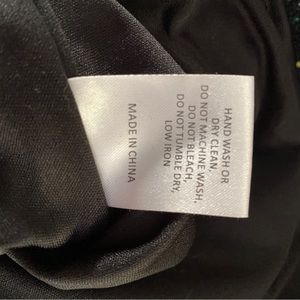 HAND WASH OR
DRY CLEAN.
DO NOT MACHINE WASH,
DO NOT BLEACH,
DO NOT TUMBLE DRY,
LOW IRON
MADE IN CHINA